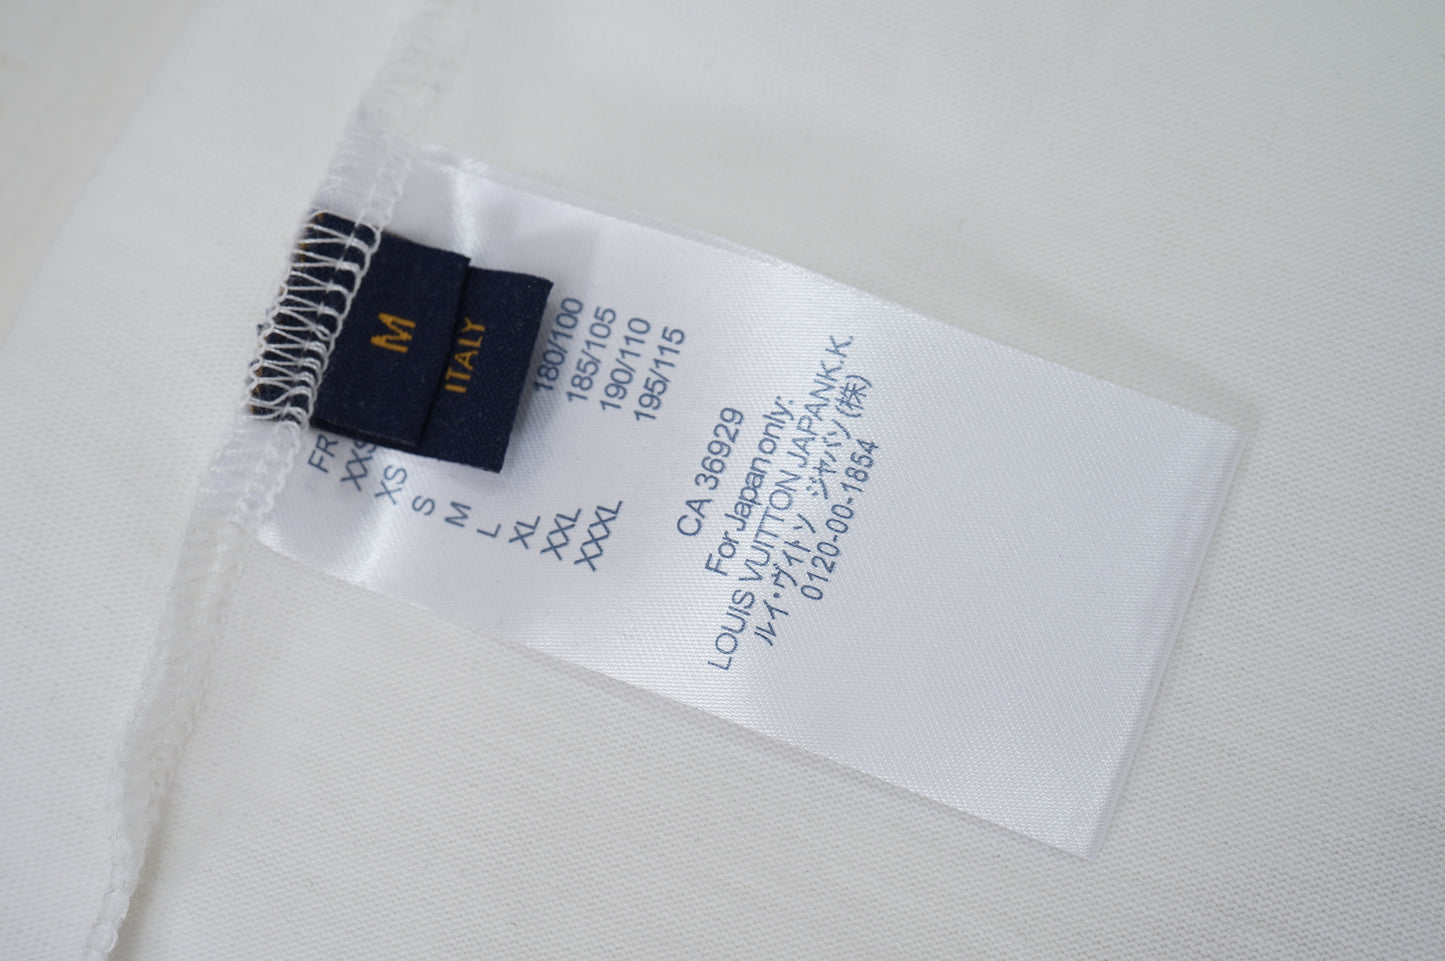 M
ITALY
FR
XXS
XS
S
M
L 180/100
XL 185/105
XXL 190/110
XXXL 195/115
CA 36929
For Japan only:
LOUIS VUITTON JAPAN K.K.
ルイ・ヴィトン ジャパン(株)
0120-00-1854